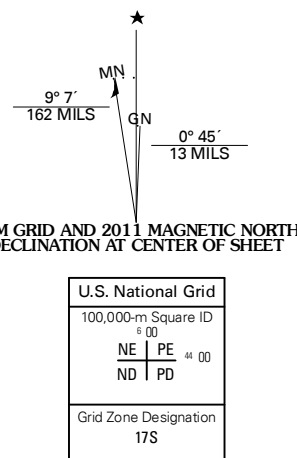 MN
GN
9° 7´
162 MILS
0° 45´
13 MILS
M GRID AND 2011 MAGNETIC NORTH
DECLINATION AT CENTER OF SHEET
U.S. National Grid
100,000-m Square ID
6 00
NE PE 44 00
ND PD
Grid Zone Designation
17S